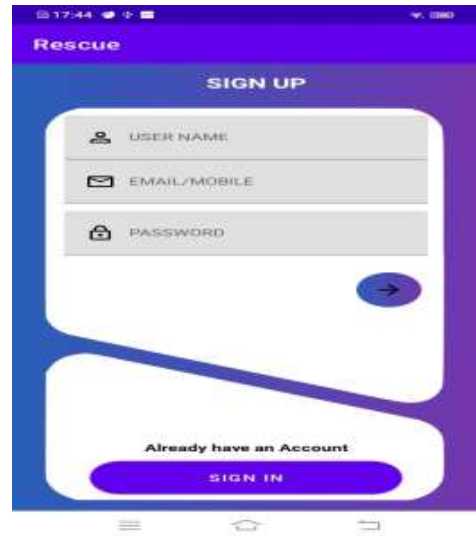 17:44
Rescue
SIGN UP
USER NAME
EMAIL/MOBILE
PASSWORD
Already have an Account
SIGN IN